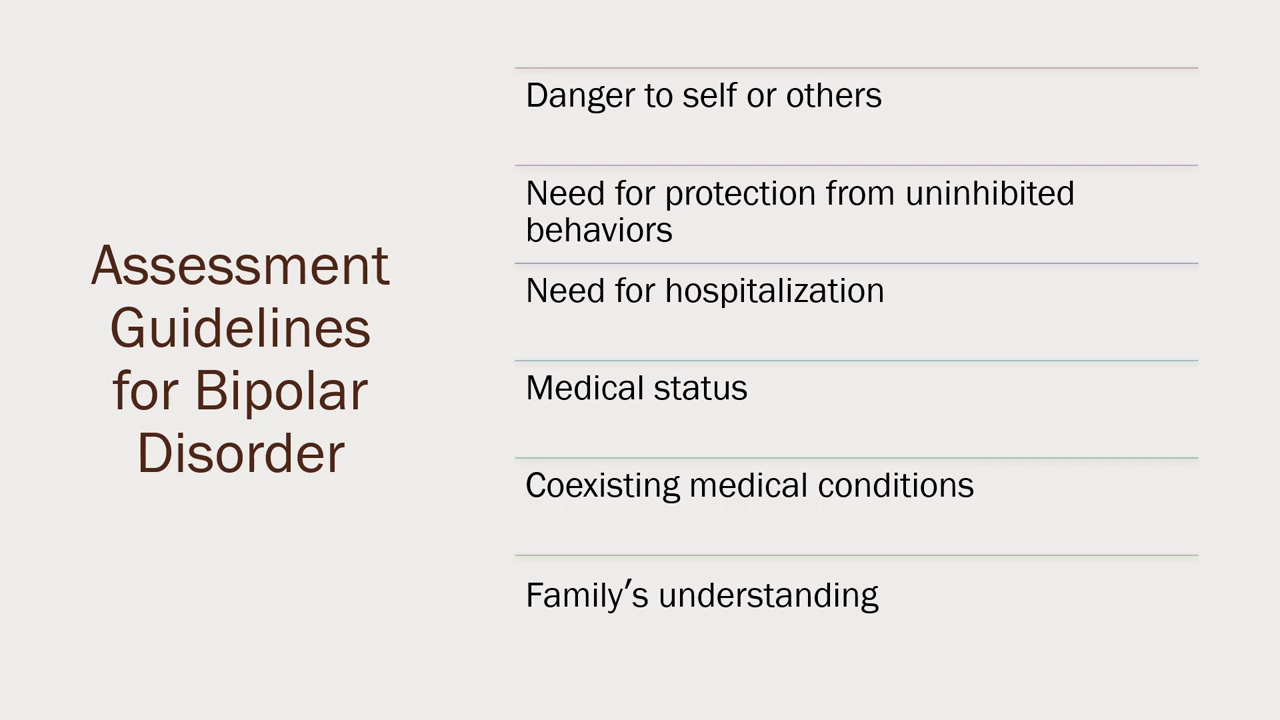 Assessment
Guidelines
for Bipolar
Disorder
Danger to self or others
Need for protection from uninhibited
behaviors
Need for hospitalization
Medical status
Coexisting medical conditions
Family’s understanding